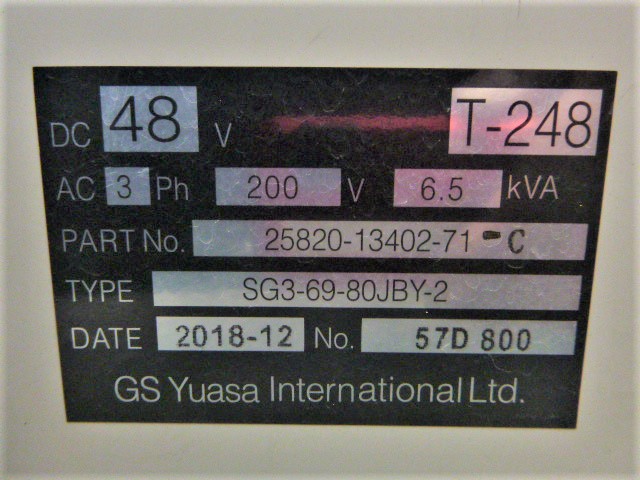 DC 48 V T-248
AC 3 Ph 200 V 6.5 kVA
PART No. 25820-13402-71-C
TYPE SG3-69-80JBY-2
DATE 2018-12 No. 57D 800
GS Yuasa International Ltd.